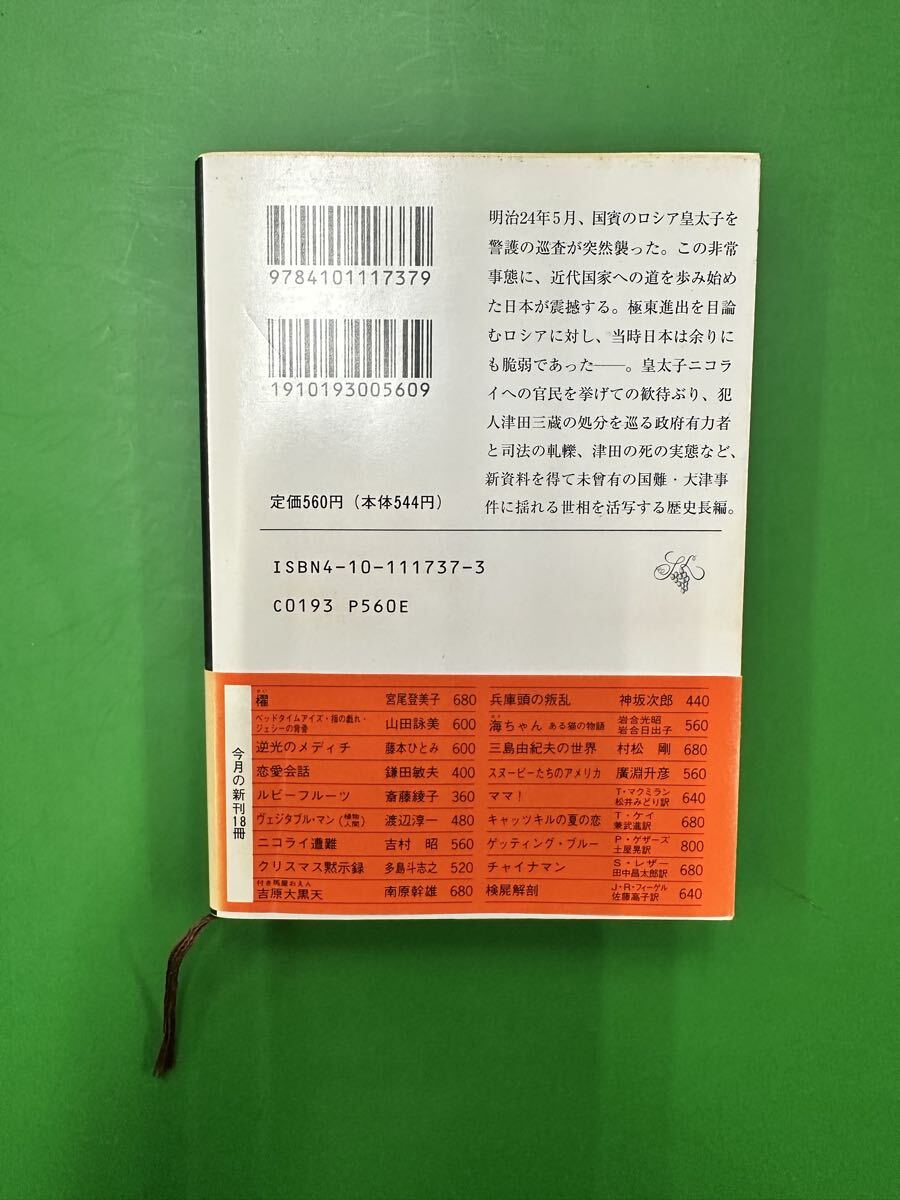 9784101117379
1910193005609
定価560円(本体544円)
明治24年5月、国賓のロシア皇太子を
警護の巡査が突然襲った。この非常
事態に、近代国家への道を歩み始め
た日本が震撼する。極東進出を目論
むロシアに対し、当時日本は余りに
も脆弱であった――。皇太子ニコラ
イへの官民を挙げての歓待ぶり、犯
人津田三蔵の処分を巡る政府有力者
と司法の軋轢、津田の死の実態など、
新資料を得て未曾有の国難・大津事
件に揺れる世相を活写する歴史長編。
ISBN4-10-111737-3
C0193 P560E
今月の新刊18冊
櫂 宮尾登美子 680
ベッドタイムアイズ・指の戯れ・
ジェシーの背骨 山田詠美 600
逆光のメディチ 藤本ひとみ 600
恋愛会話 鎌田敏夫 400
ルビーフルーツ 斎藤綾子 360
ヴェジタブル・マン(植物人間) 渡辺淳一 480
ニコライ遭難 吉村 昭 560
クリスマス黙示録 多島斗志之 520
付き馬屋おえん
吉原大黒天 南原幹雄 680
兵庫頭の叛乱 神坂次郎 440
海ちゃん ある猫の物語 岩合光昭 岩合日出子 560
三島由紀夫の世界 村松 剛 680
スヌーピーたちのアメリカ 廣淵升彦 560
ママ! T・マクミラン 松井みどり訳 640
キャッツキルの夏の恋 T・ケイ 兼武進訳 680
ゲッティング・ブルー P・ゲザーズ 土屋晃訳 800
チャイナマン S・レザー 田中昌太郎訳 680
検屍解剖 J・R・フィーゲル 佐藤高子訳 640